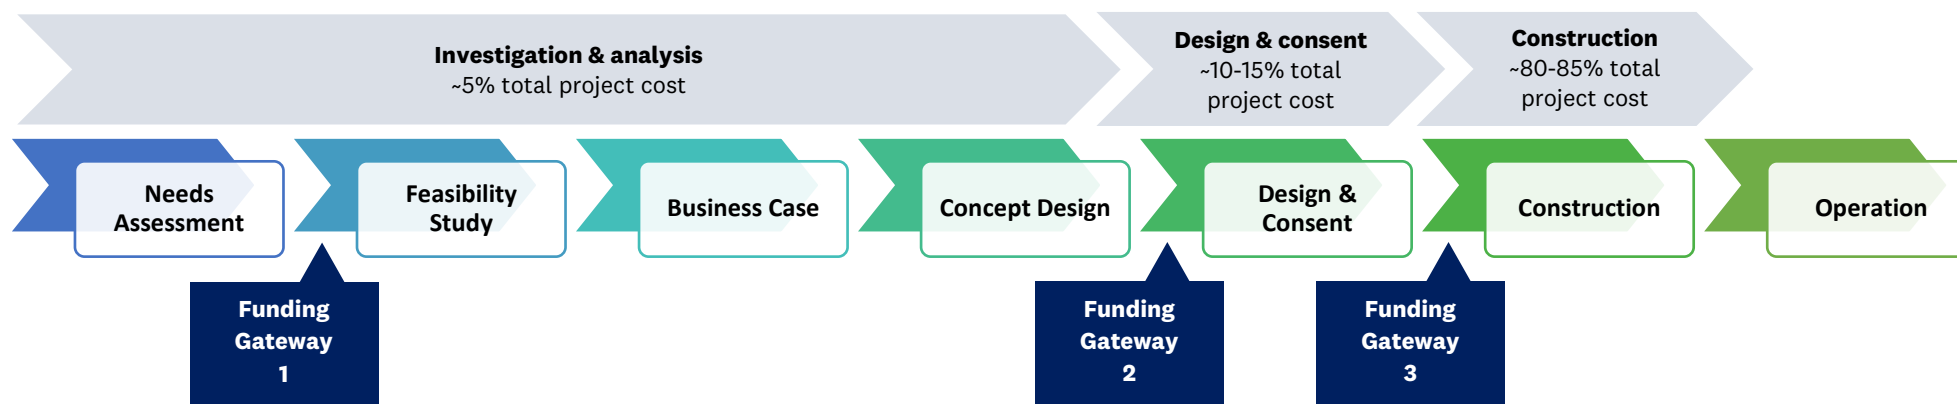 Investigation & analysis
~5% total project cost
Design & consent
~10-15% total
project cost
Construction
~80-85% total
project cost
Needs
Assessment
Feasibility
Study
Business Case
Concept Design
Design &
Consent
Construction
Operation
Funding
Gateway
1
Funding
Gateway
2
Funding
Gateway
3